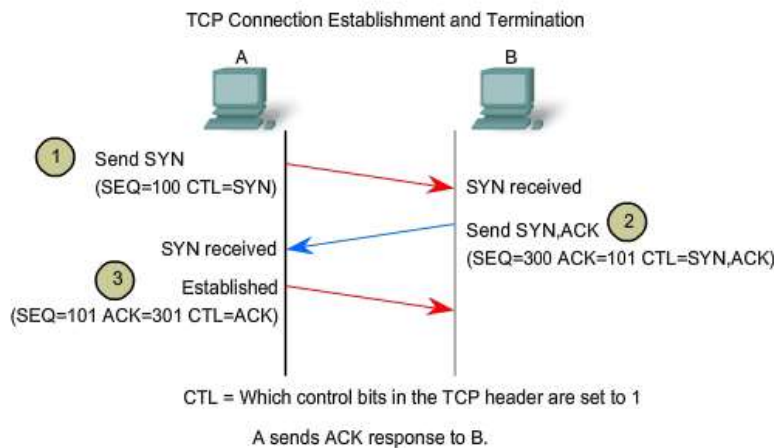 TCP Connection Establishment and Termination
A
B
1
Send SYN
(SEQ=100 CTL=SYN)
SYN received
Send SYN,ACK
2
(SEQ=300 ACK=101 CTL=SYN,ACK)
SYN received
3
Established
(SEQ=101 ACK=301 CTL=ACK)
CTL = Which control bits in the TCP header are set to 1
A sends ACK response to B.